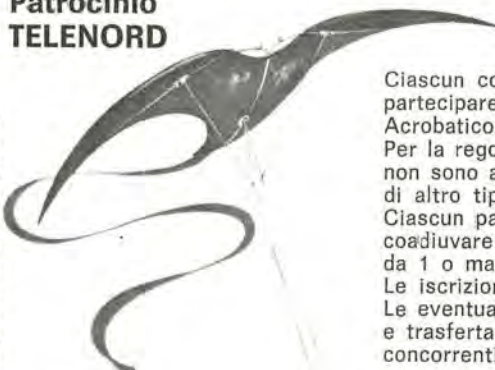 Patrocinio
TELENORD
Ciascun co
partecipare
Acrobatico
Per la rego
non sono a
di altro tip
Ciascun pa
coadiuvare
da 1 o ma
Le iscrizion
Le eventua
e trasferta
concorrenti